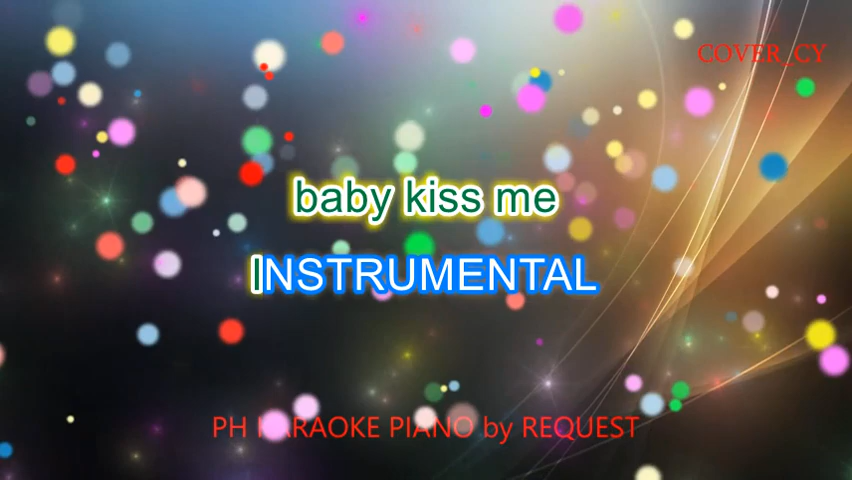 COVER_CY
baby kiss me
INSTRUMENTAL
PH KARAOKE PIANO by REQUEST